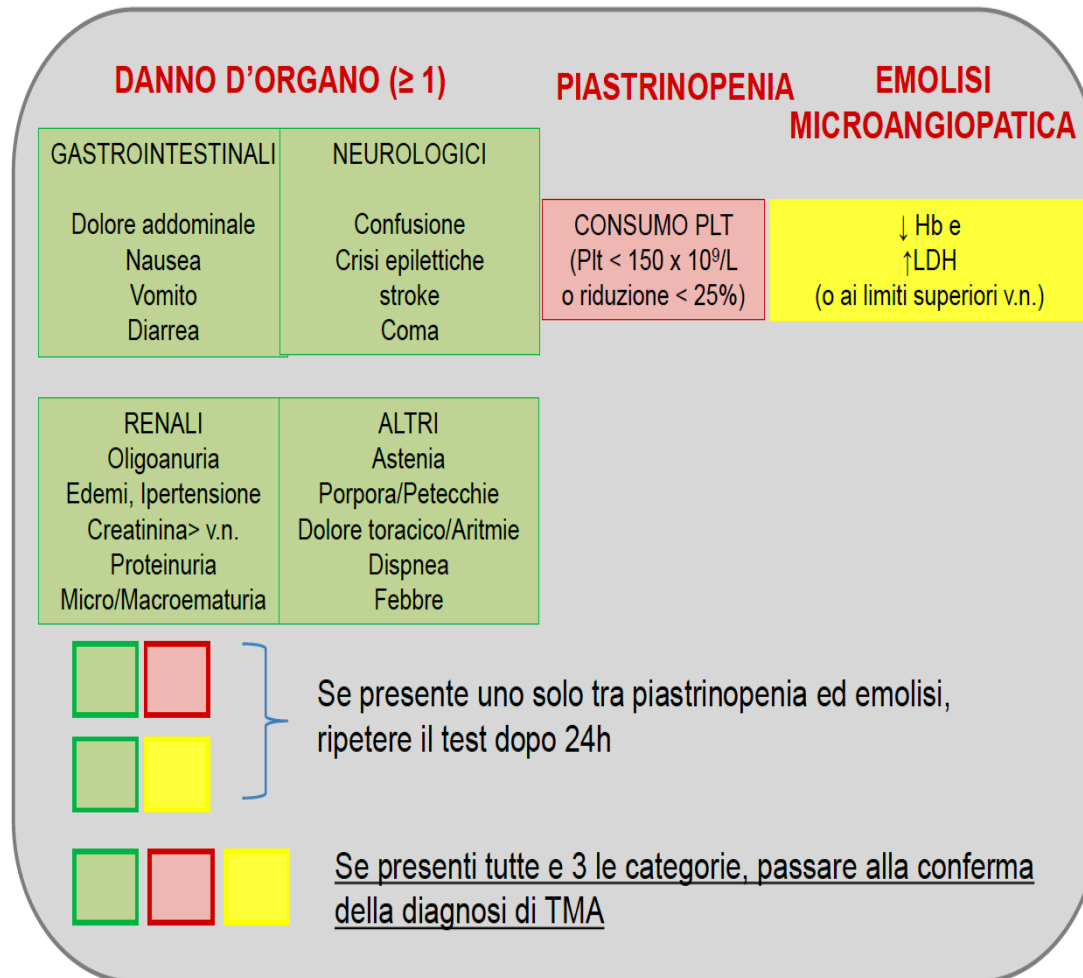 DANNO D'ORGANO (≥ 1)
PIASTRINOPENIA
EMOLISI
MICROANGIOPATICA
GASTROINTESTINALI
Dolore addominale
Nausea
Vomito
Diarrea
NEUROLOGICI
Confusione
Crisi epilettiche
stroke
Coma
CONSUMO PLT
(Plt < 150 x 10⁹/L
o riduzione < 25%)
↓ Hb e
↑LDH
(o ai limiti superiori v.n.)
RENALI
Oligoanuria
Edemi, Ipertensione
Creatinina> v.n.
Proteinuria
Micro/Macroematuria
ALTRI
Astenia
Porpora/Petecchie
Dolore toracico/Aritmie
Dispnea
Febbre
Se presente uno solo tra piastrinopenia ed emolisi,
ripetere il test dopo 24h
Se presenti tutte e 3 le categorie, passare alla conferma
della diagnosi di TMA